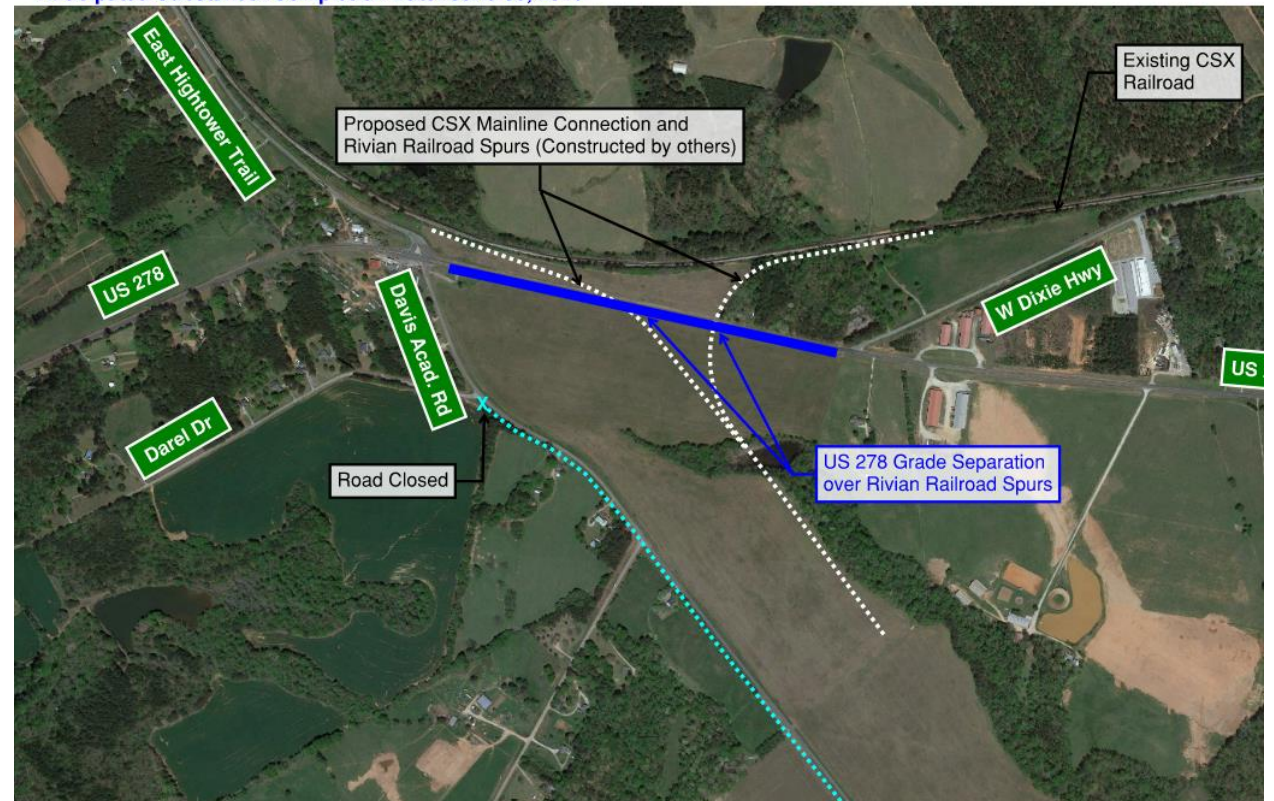 East Hightower Trail
Existing CSX
Railroad
Proposed CSX Mainline Connection and
Rivian Railroad Spurs (Constructed by others)
US 278
Davis Acad. Rd
W Dixie Hwy
US
Darel Dr
X
Road Closed
US 278 Grade Separation
over Rivian Railroad Spurs